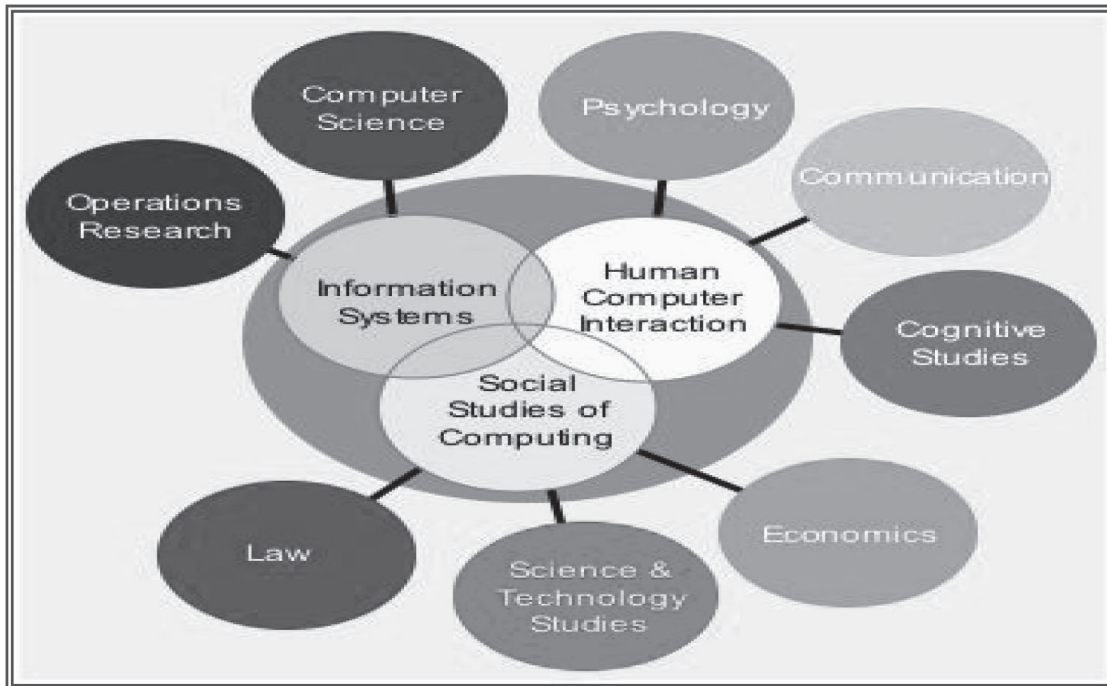 Computer
Science
Psychology
Communication
Operations
Research
Information
Systems
Human
Computer
Interaction
Cognitive
Studies
Social
Studies of
Computing
Law
Science &
Technology
Studies
Economics